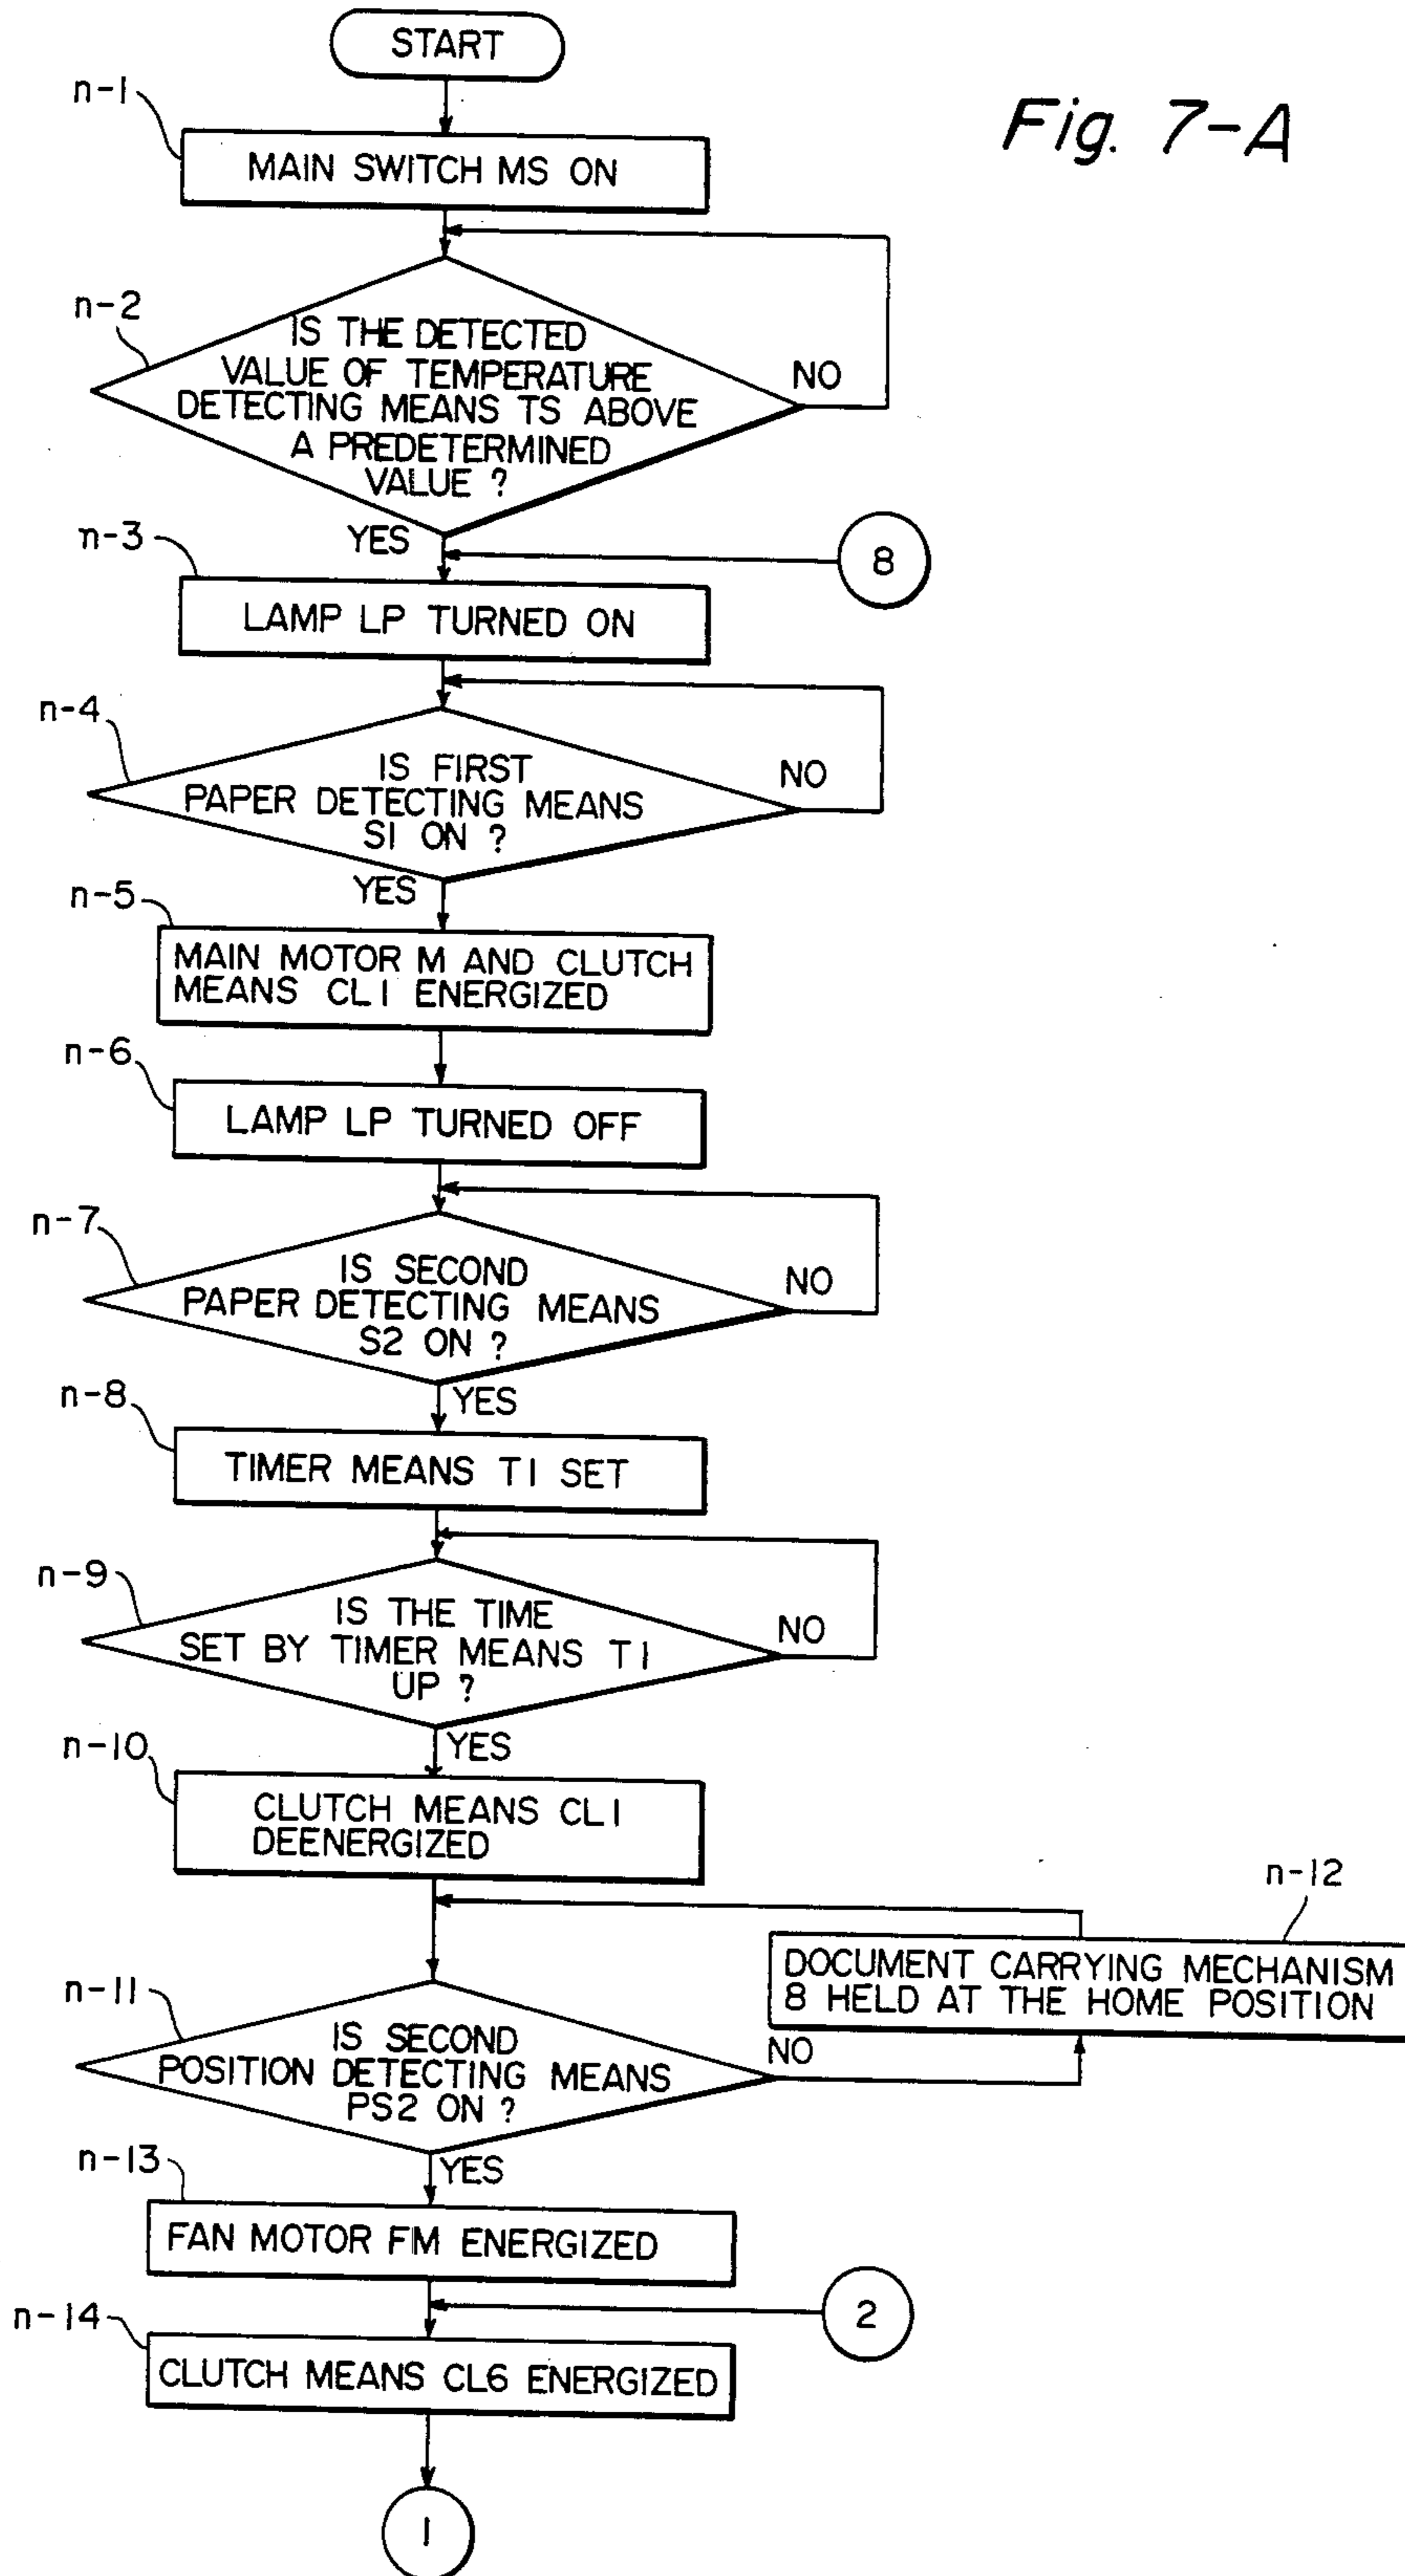 START
Fig. 7-A
n-1
MAIN SWITCH MS ON
n-2
IS THE DETECTED
VALUE OF TEMPERATURE
DETECTING MEANS TS ABOVE
A PREDETERMINED
VALUE ?
NO
YES
n-3
8
LAMP LP TURNED ON
n-4
IS FIRST
PAPER DETECTING MEANS
S1 ON ?
NO
YES
n-5
MAIN MOTOR M AND CLUTCH
MEANS CL1 ENERGIZED
n-6
LAMP LP TURNED OFF
n-7
IS SECOND
PAPER DETECTING MEANS
S2 ON ?
NO
YES
n-8
TIMER MEANS T1 SET
n-9
IS THE TIME
SET BY TIMER MEANS T1
UP ?
NO
YES
n-10
CLUTCH MEANS CL1
DEENERGIZED
n-12
DOCUMENT CARRYING MECHANISM
8 HELD AT THE HOME POSITION
n-11
IS SECOND
POSITION DETECTING MEANS
PS2 ON ?
NO
YES
n-13
FAN MOTOR FM ENERGIZED
2
n-14
CLUTCH MEANS CL6 ENERGIZED
1